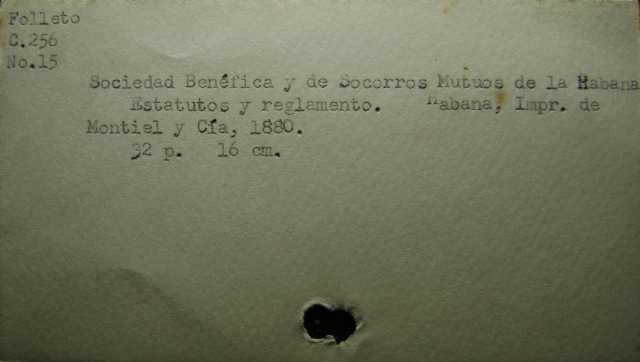 Folleto
C.256
No.15
Sociedad Benéfica y de Socorros Mutuos de la Habana
Estatutos y reglamento. Habana, Impr. de
Montiel y Cía, 1880.
32 p. 16 cm.